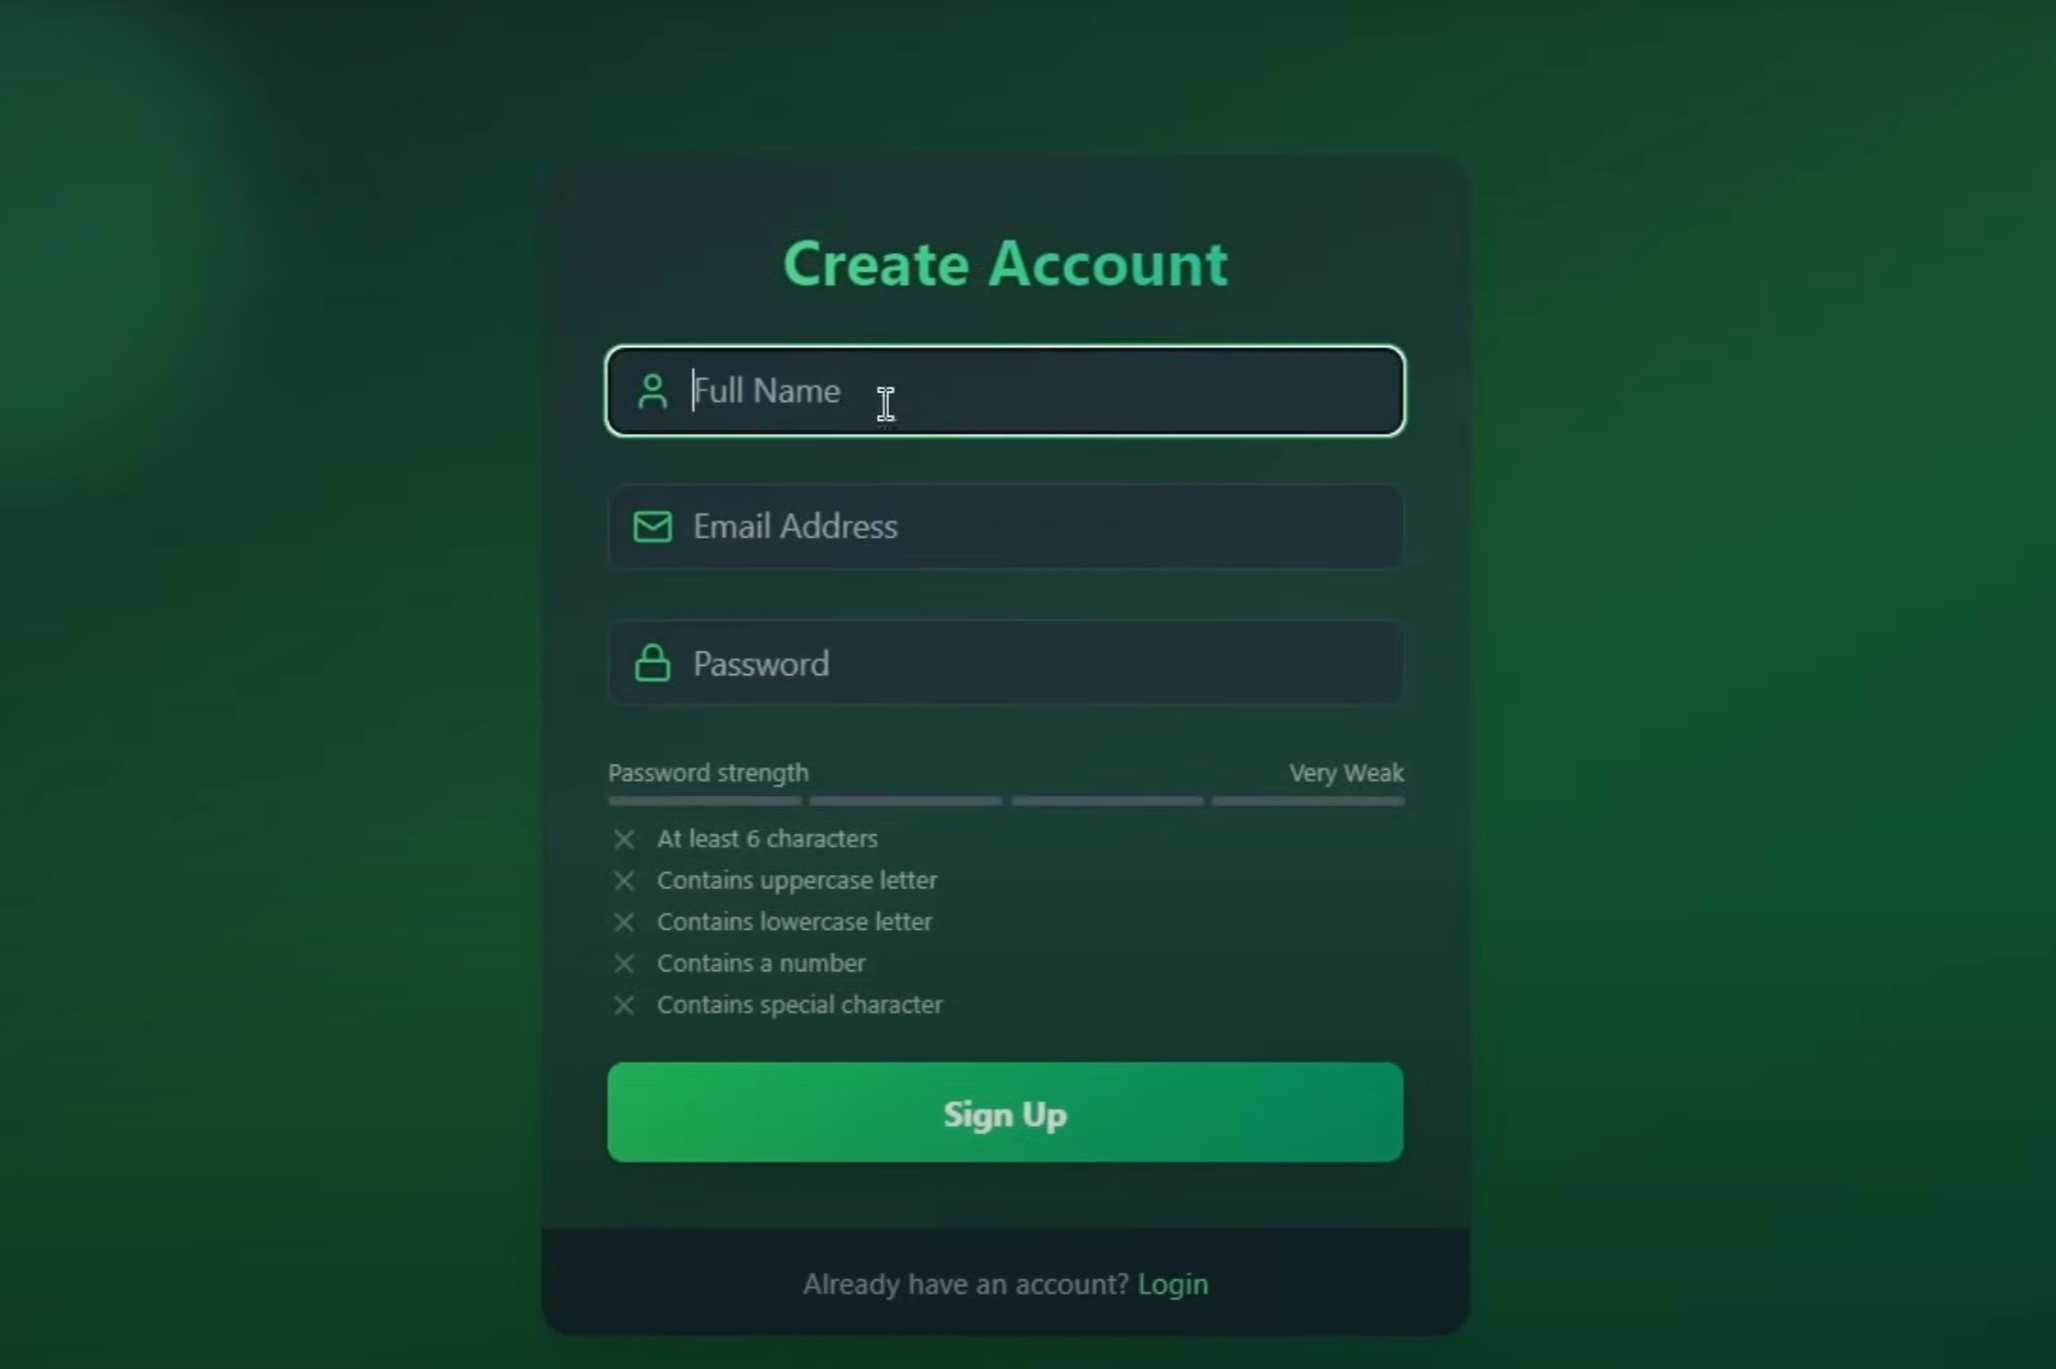 Create Account
Full Name
Email Address
Password
Password strength Very Weak
At least 6 characters
Contains uppercase letter
Contains lowercase letter
Contains a number
Contains special character
Sign Up
Already have an account? Login